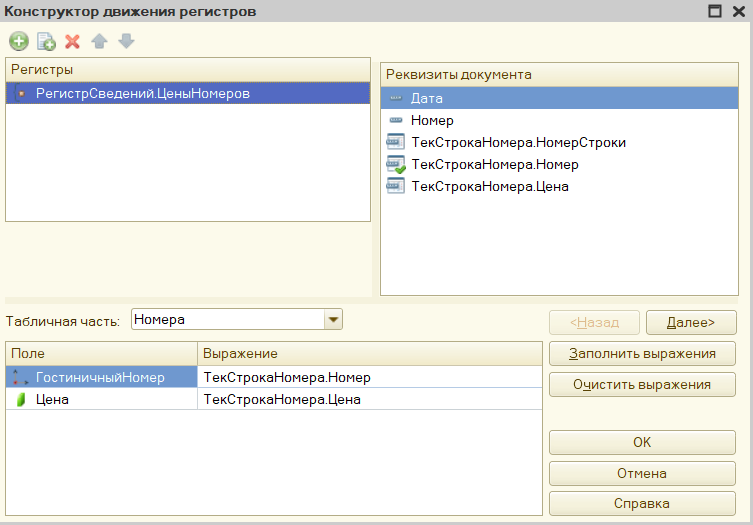 Конструктор движения регистров
Регистры
РегистрСведений.ЦеныНомеров
Реквизиты документа
Дата
Номер
ТекСтрокаНомера.НомерСтроки
ТекСтрокаНомера.Номер
ТекСтрокаНомера.Цена
Табличная часть: Номера
<Назад Далее>
Поле Выражение
ГостиничныйНомер ТекСтрокаНомера.Номер
Цена ТекСтрокаНомера.Цена
Заполнить выражения
Очистить выражения
OK
Отмена
Справка